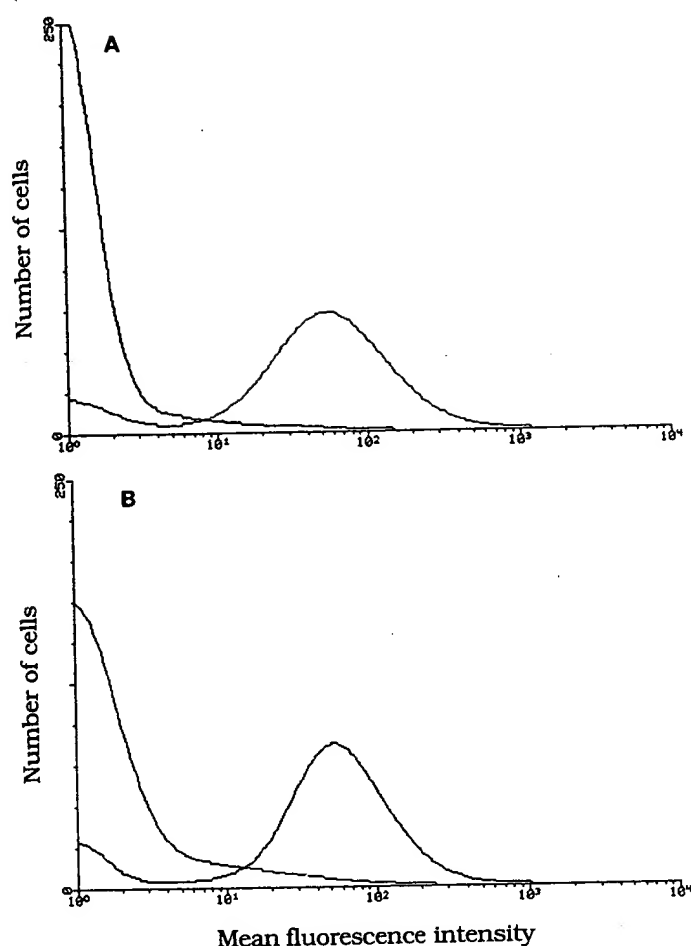 250
A
Number of cells
0
10⁰ 10¹ 10² 10³ 10⁴
250
B
Number of cells
0
10⁰ 10¹ 10² 10³ 10⁴
Mean fluorescence intensity